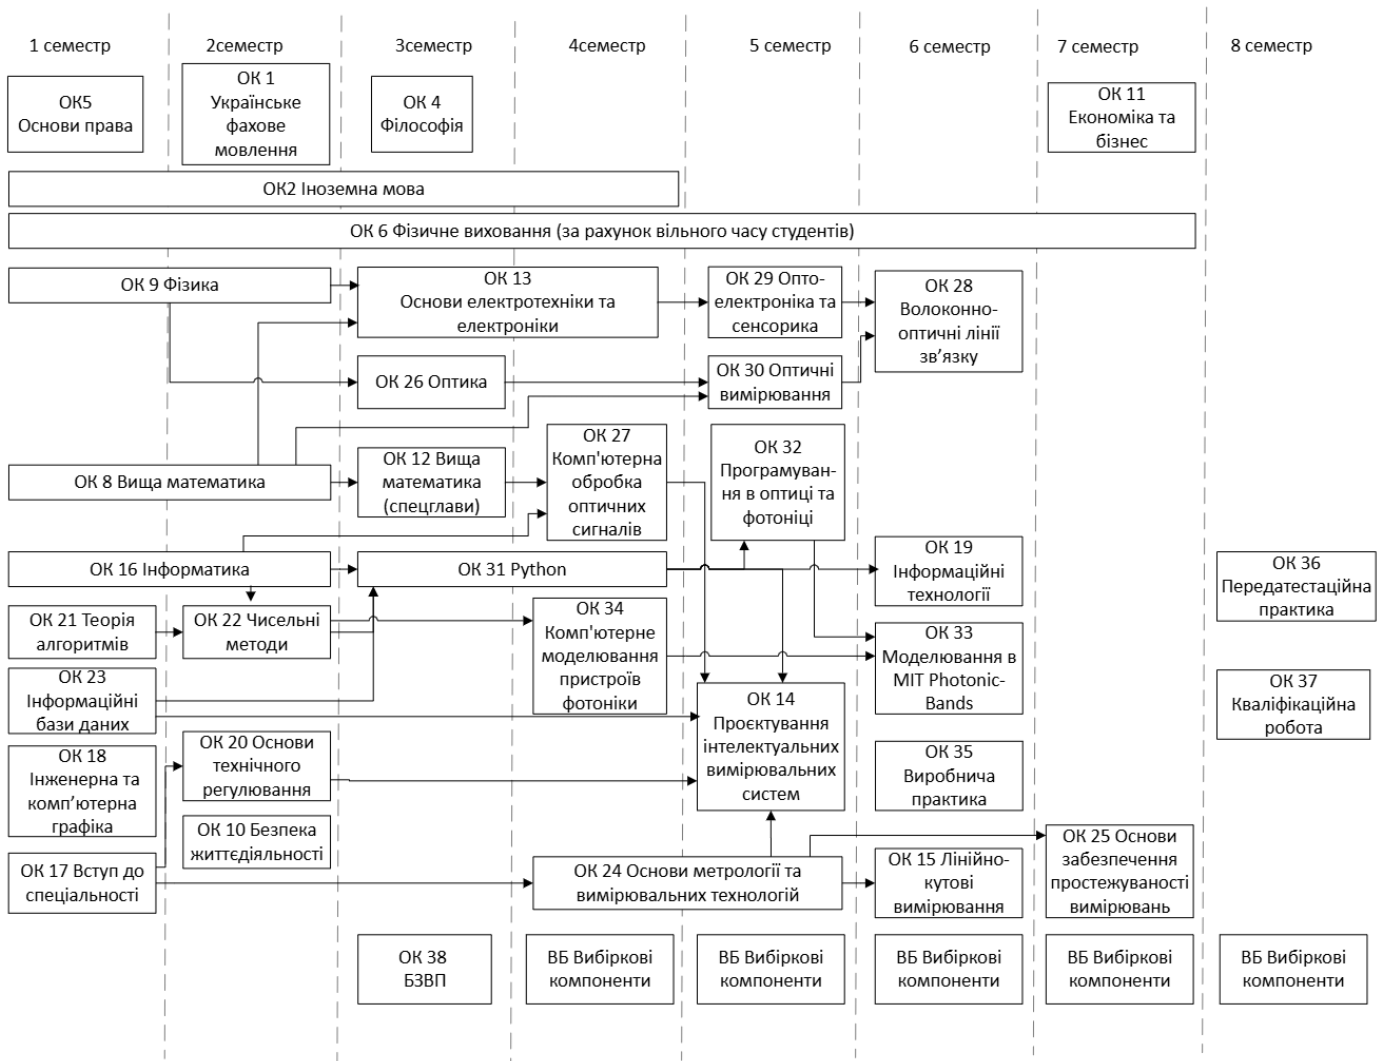 1 семестр
2семестр
3семестр
4семестр
5 семестр
6 семестр
7 семестр
8 семестр
ОК5
Основи права
ОК 1
Українське
фахове
мовлення
ОК 4
Філософія
ОК 11
Економіка та
бізнес
ОК2 Іноземна мова
ОК 6 Фізичне виховання (за рахунок вільного часу студентів)
ОК 9 Фізика
ОК 13
Основи електротехніки та
електроніки
ОК 29 Опто-
електроніка та
сенсорика
ОК 28
Волоконно-
оптичні лінії
зв’язку
ОК 26 Оптика
ОК 30 Оптичні
вимірювання
ОК 8 Вища математика
ОК 12 Вища
математика
(спецглави)
ОК 27
Комп'ютерна
обробка
оптичних
сигналів
ОК 32
Програмуван-
ня в оптиці та
фотоніці
ОК 16 Інформатика
ОК 31 Python
ОК 19
Інформаційні
технології
ОК 36
Передатестаційна
практика
ОК 21 Теорія
алгоритмів
ОК 22 Чисельні
методи
ОК 34
Комп'ютерне
моделювання
пристроїв
фотоніки
ОК 33
Моделювання в
MIT Photonic-
Bands
ОК 23
Інформаційні
бази даних
ОК 14
Проєктування
інтелектуальних
вимірювальних
систем
ОК 37
Кваліфікаційна
робота
ОК 18
Інженерна та
комп’ютерна
графіка
ОК 20 Основи
технічного
регулювання
ОК 35
Виробнича
практика
ОК 10 Безпека
життєдіяльності
ОК 17 Вступ до
спеціальності
ОК 24 Основи метрології та
вимірювальних технологій
ОК 15 Лінійно-
кутові
вимірювання
ОК 25 Основи
забезпечення
простежуваності
вимірювань
ОК 38
БЗВП
ВБ Вибіркові
компоненти
ВБ Вибіркові
компоненти
ВБ Вибіркові
компоненти
ВБ Вибіркові
компоненти
ВБ Вибіркові
компоненти